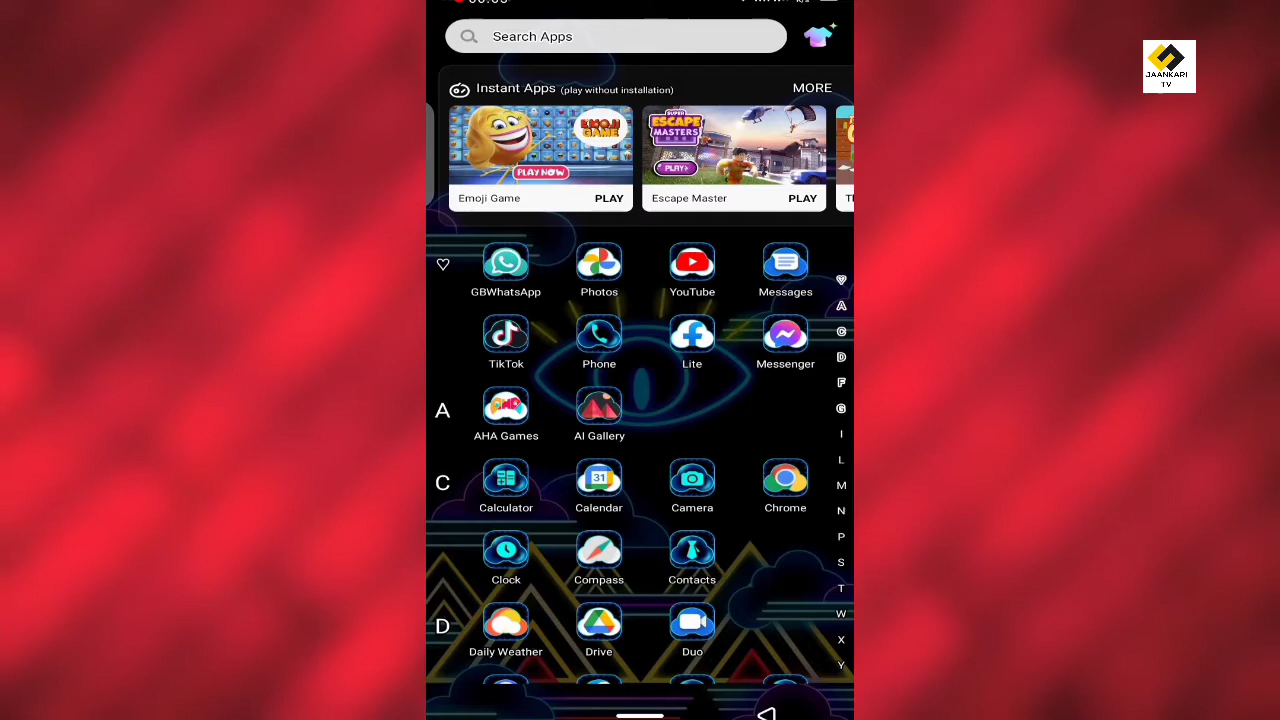 Search Apps
Instant Apps (play without installation)
MORE
EMOJI GAME
PLAY NOW
Emoji Game
PLAY
SUPER
ESCAPE
MASTERS
PLAY
Escape Master
PLAY
GBWhatsApp
Photos
YouTube
Messages
TikTok
Phone
Lite
Messenger
A
AHA Games
AI Gallery
C
31
Calculator
Calendar
Camera
Chrome
Clock
Compass
Contacts
D
Daily Weather
Drive
Duo
A
C
D
F
G
I
L
M
N
P
S
T
W
X
Y
JAANKARI
TV